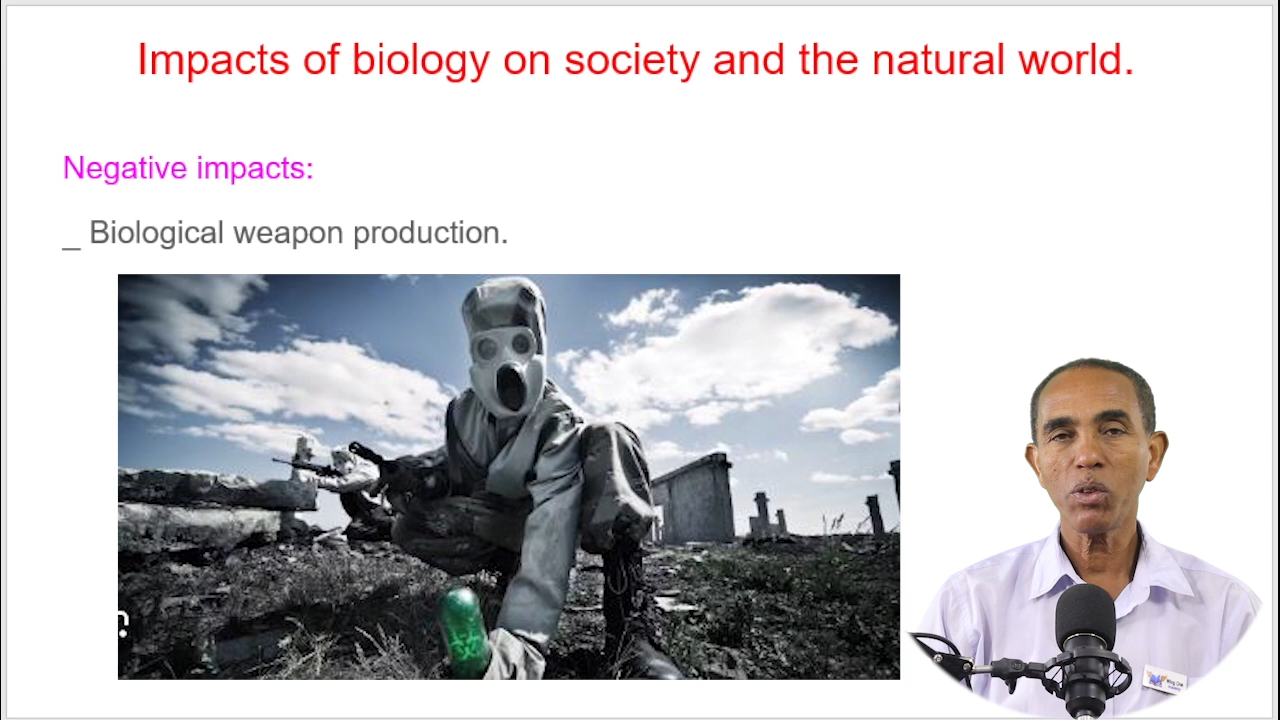 Impacts of biology on society and the natural world.
Negative impacts:
_ Biological weapon production.